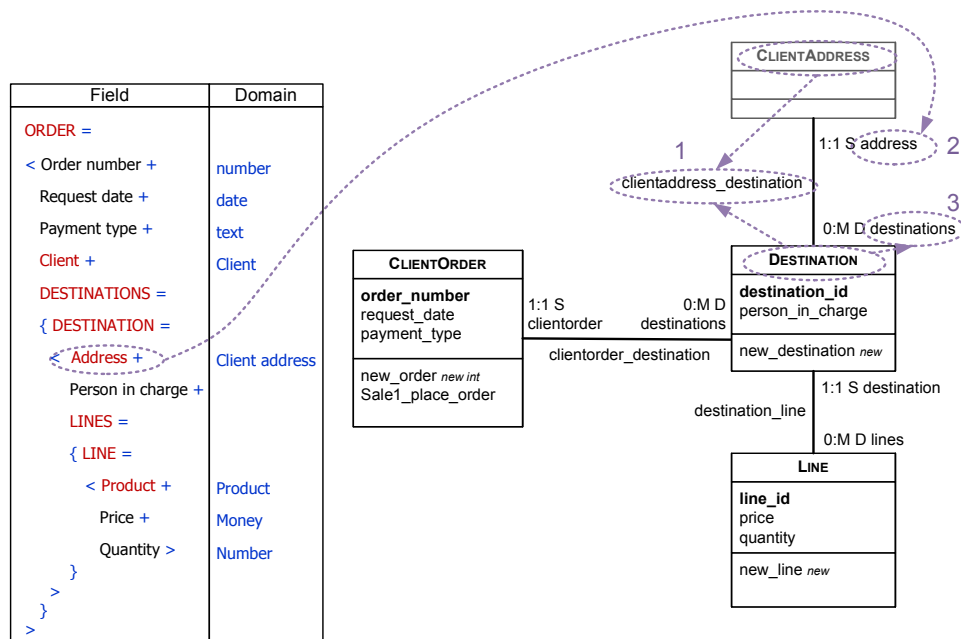 Field Domain
ORDER =
< Order number + number
Request date + date
Payment type + text
Client + Client
DESTINATIONS =
{ DESTINATION =
< Address + Client address
Person in charge +
LINES =
{ LINE =
< Product + Product
Price + Money
Quantity > Number
}
>
}
>
CLIENTADDRESS
1:1 S address
2
1
clientaddress_destination
3
0:M D destinations
CLIENTORDER
order_number
request_date
payment_type
new_order new int
Sale1_place_order
1:1 S
clientorder
0:M D
destinations
clientorder_destination
DESTINATION
destination_id
person_in_charge
new_destination new
1:1 S destination
destination_line
0:M D lines
LINE
line_id
price
quantity
new_line new